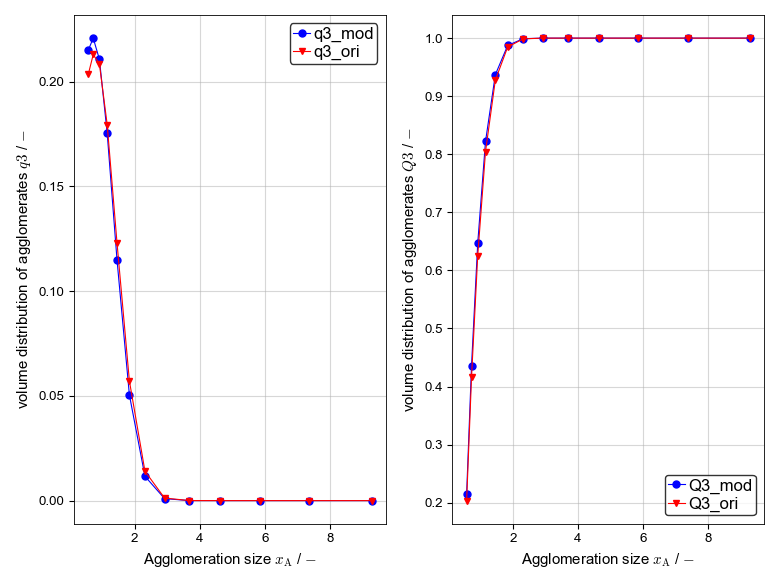 q3_mod
q3_ori
0.20
0.15
0.10
0.05
0.00
2
4
6
8
volume distribution of agglomerates q3 / −
Agglomeration size x_A / −
Q3_mod
Q3_ori
1.0
0.9
0.8
0.7
0.6
0.5
0.4
0.3
0.2
2
4
6
8
volume distribution of agglomerates Q3 / −
Agglomeration size x_A / −